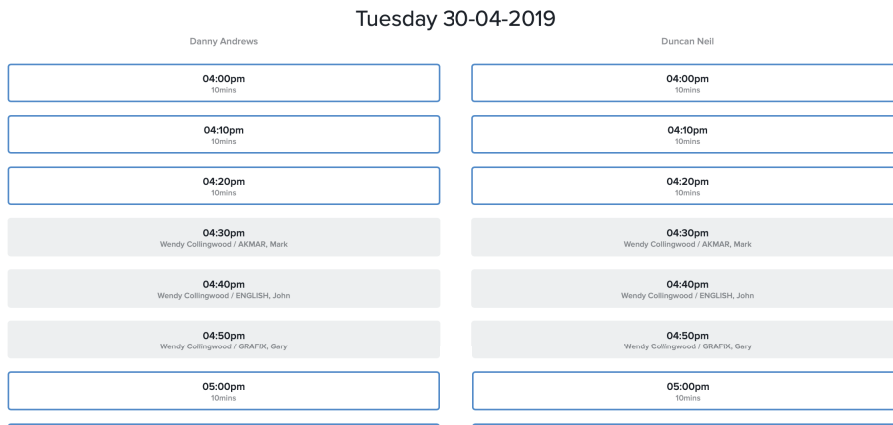 Tuesday 30-04-2019
Danny Andrews
Duncan Neil
04:00pm
10mins
04:00pm
10mins
04:10pm
10mins
04:10pm
10mins
04:20pm
10mins
04:20pm
10mins
04:30pm
Wendy Collingwood / AKMAR, Mark
04:30pm
Wendy Collingwood / AKMAR, Mark
04:40pm
Wendy Collingwood / ENGLISH, John
04:40pm
Wendy Collingwood / ENGLISH, John
04:50pm
Wendy Collingwood / GRAFIK, Gary
04:50pm
Wendy Collingwood / GRAFIK, Gary
05:00pm
10mins
05:00pm
10mins